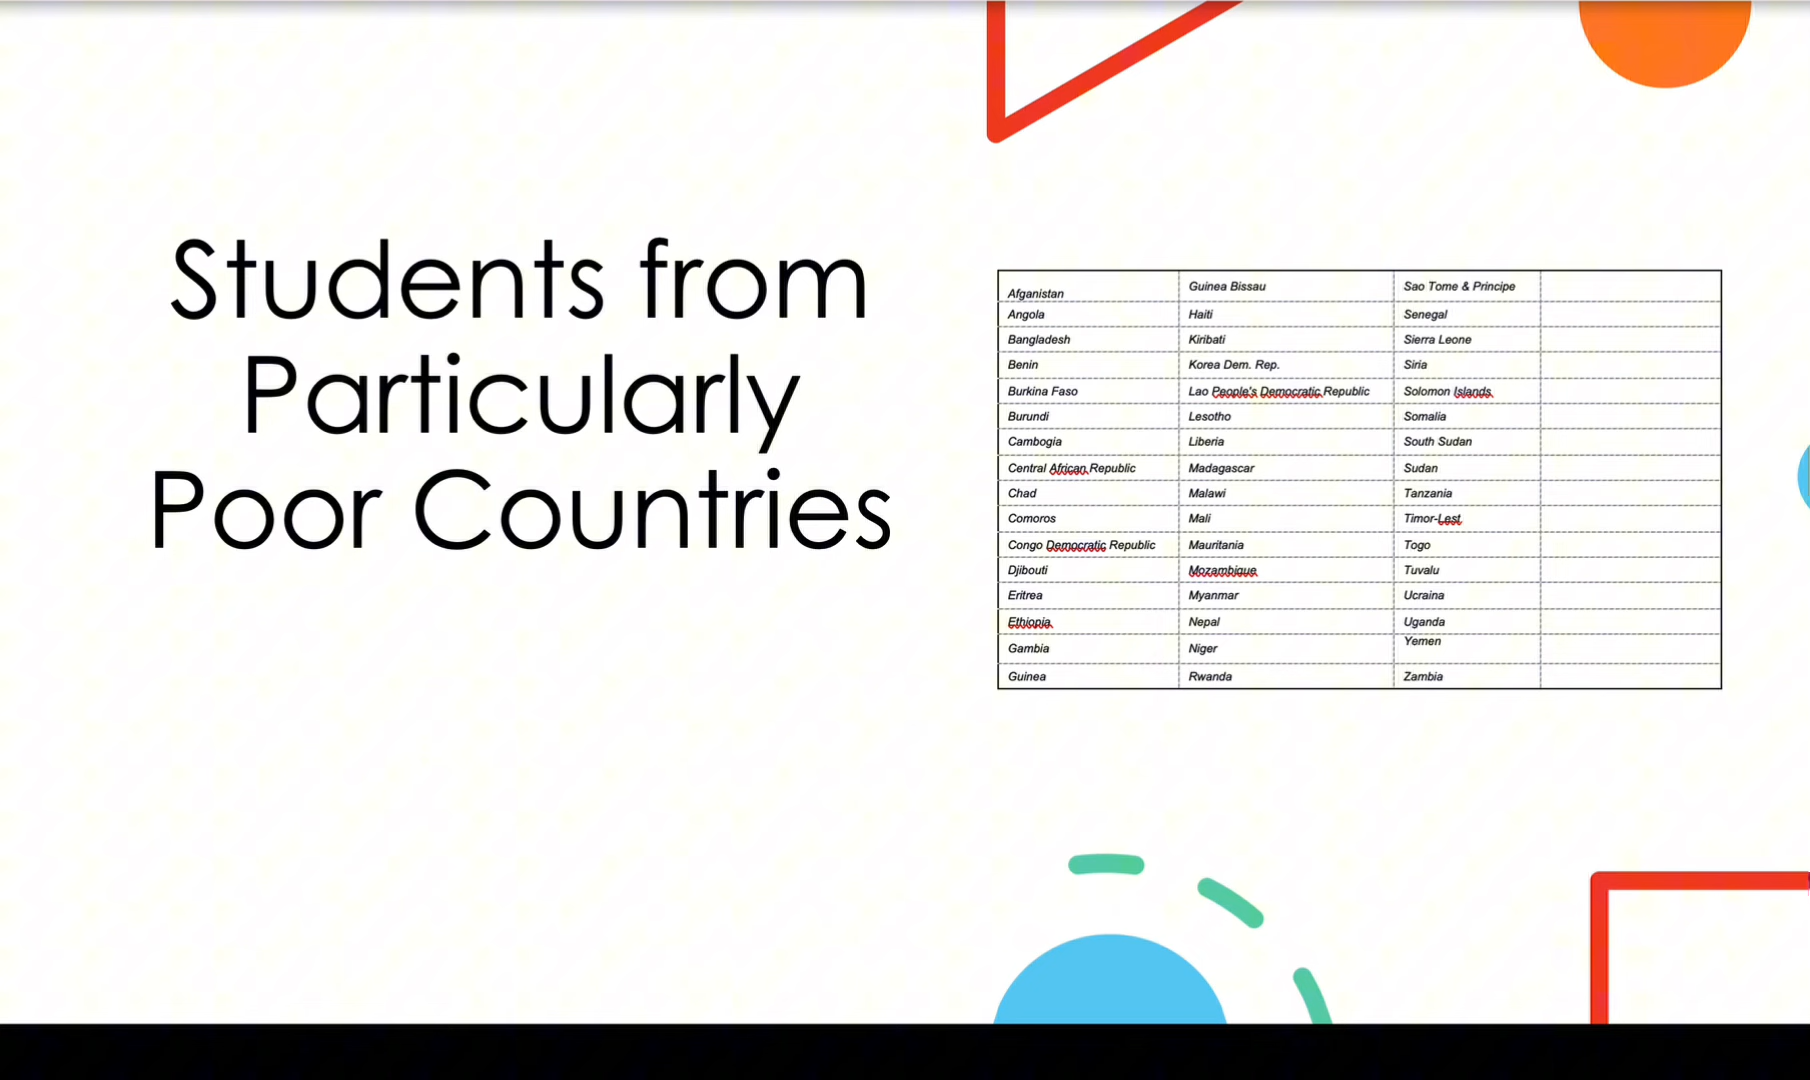 Students from
Particularly
Poor Countries
Afganistan Guinea Bissau Sao Tome & Principe
Angola Haiti Senegal
Bangladesh Kiribati Sierra Leone
Benin Korea Dem. Rep. Siria
Burkina Faso Lao People's Democratic Republic Solomon Islands
Burundi Lesotho Somalia
Cambogia Liberia South Sudan
Central African Republic Madagascar Sudan
Chad Malawi Tanzania
Comoros Mali Timor-Lest
Congo Democratic Republic Mauritania Togo
Djibouti Mozambique Tuvalu
Eritrea Myanmar Ucraina
Ethiopia Nepal Uganda
Gambia Niger Yemen
Guinea Rwanda Zambia